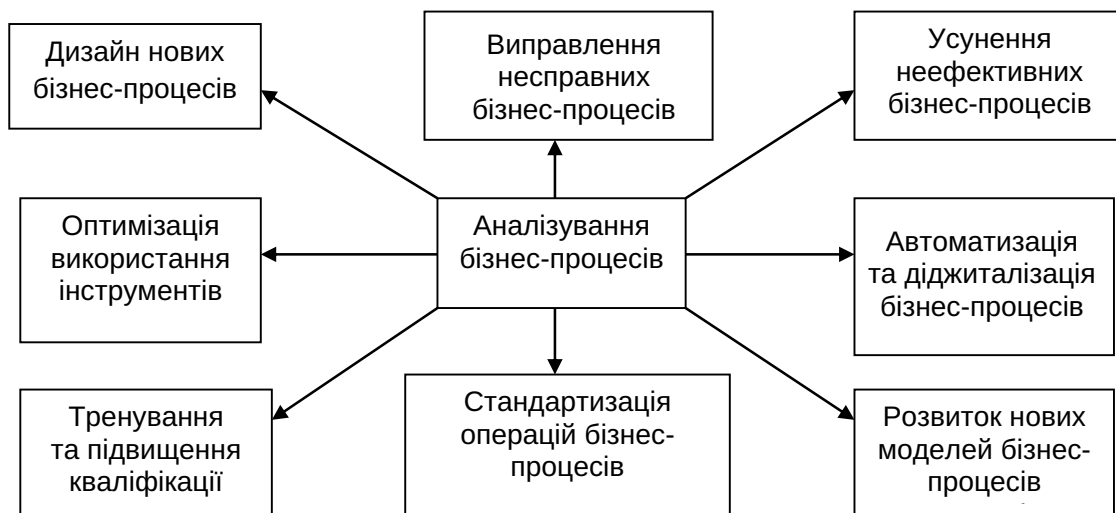 Дизайн нових
бізнес-процесів
Виправлення
несправних
бізнес-процесів
Усунення
неефективних
бізнес-процесів
Оптимізація
використання
інструментів
Аналізування
бізнес-процесів
Автоматизація
та діджиталізація
бізнес-процесів
Тренування
та підвищення
кваліфікації
Стандартизація
операцій бізнес-
процесів
Розвиток нових
моделей бізнес-
процесів